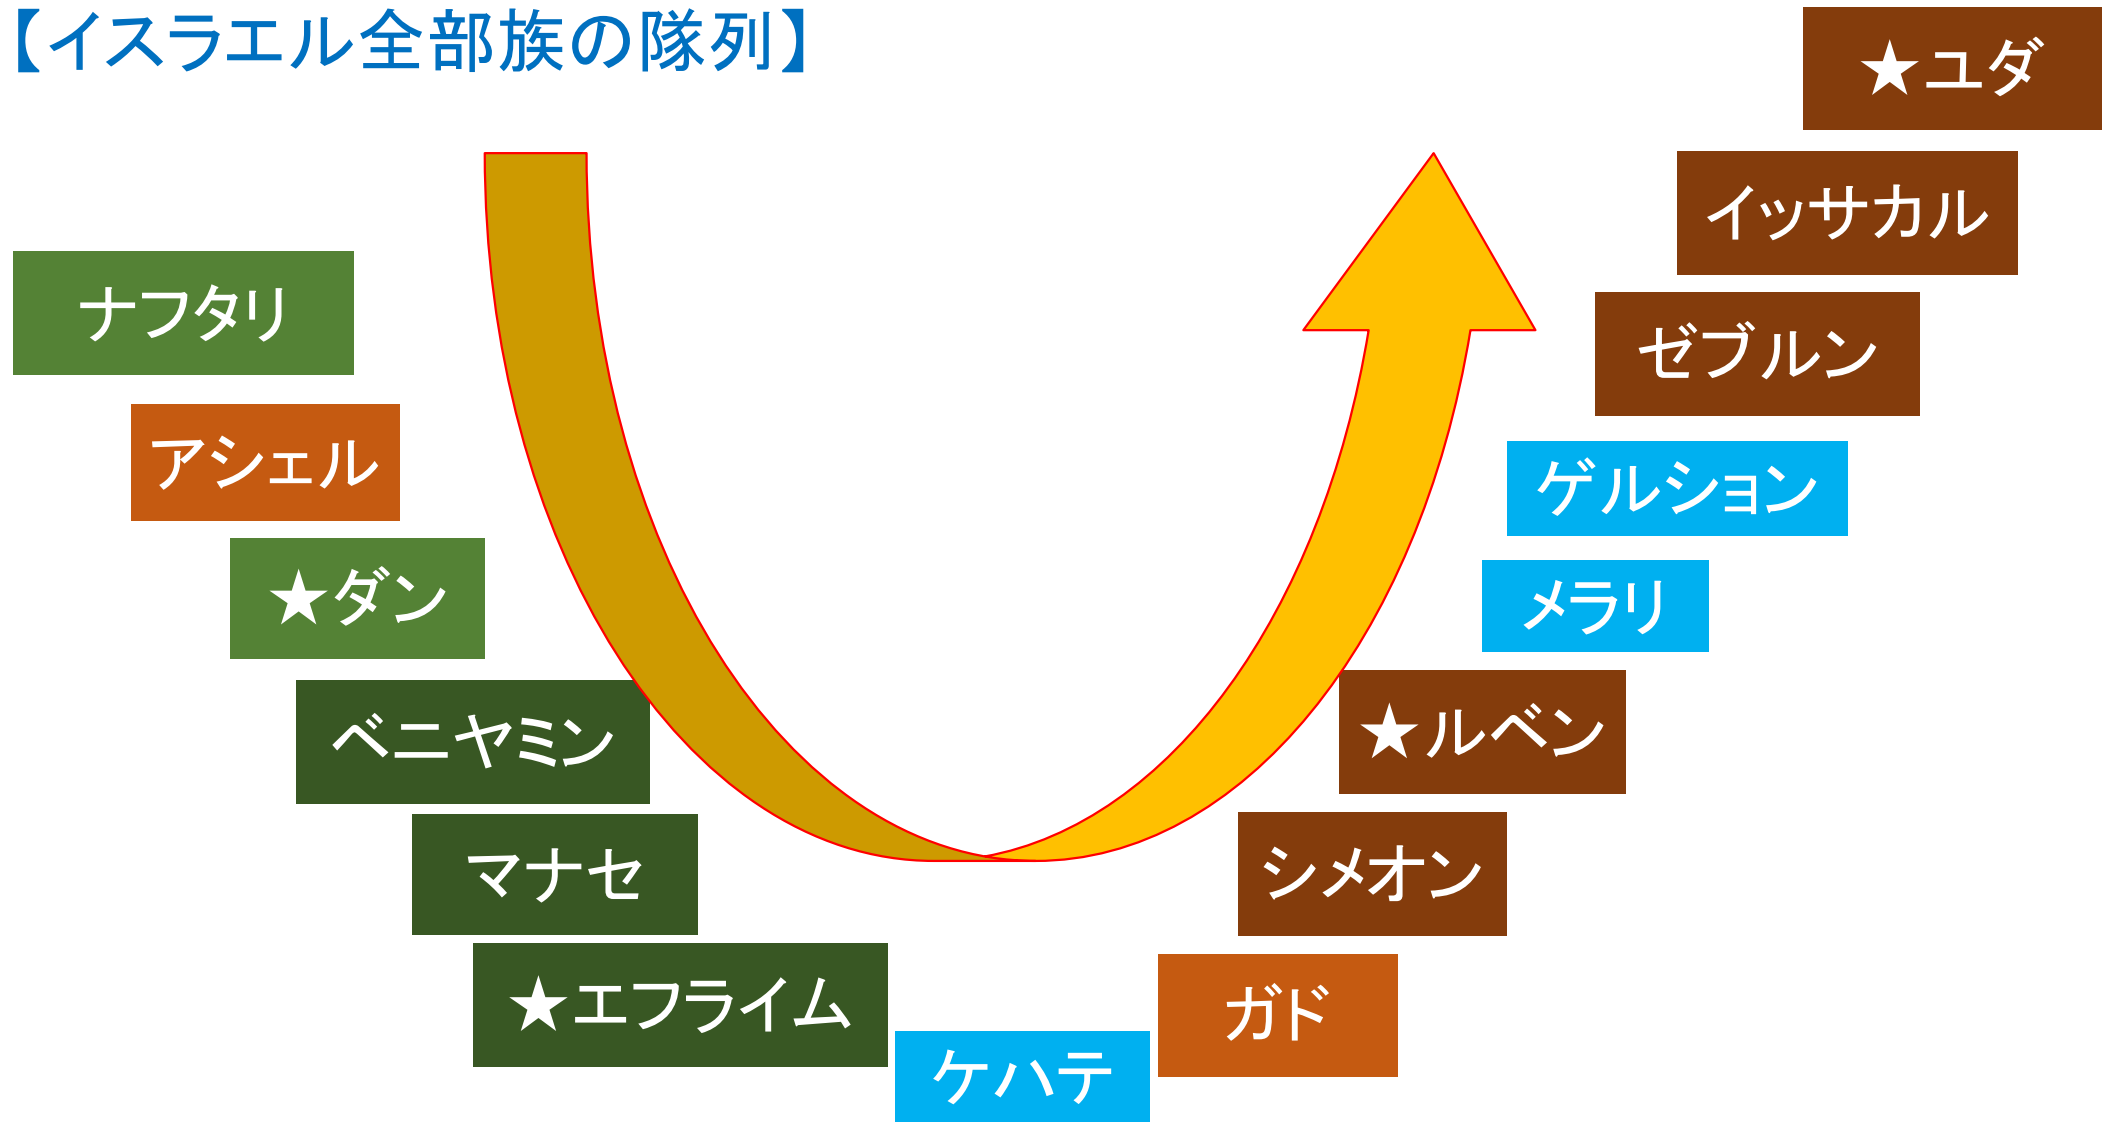 【イスラエル全部族の隊列】
★ユダ
イッサカル
ゼブルン
ゲルション
メラリ
★ルベン
シメオン
ガド
ケハテ
★エフライム
マナセ
ベニヤミン
★ダン
アシェル
ナフタリ